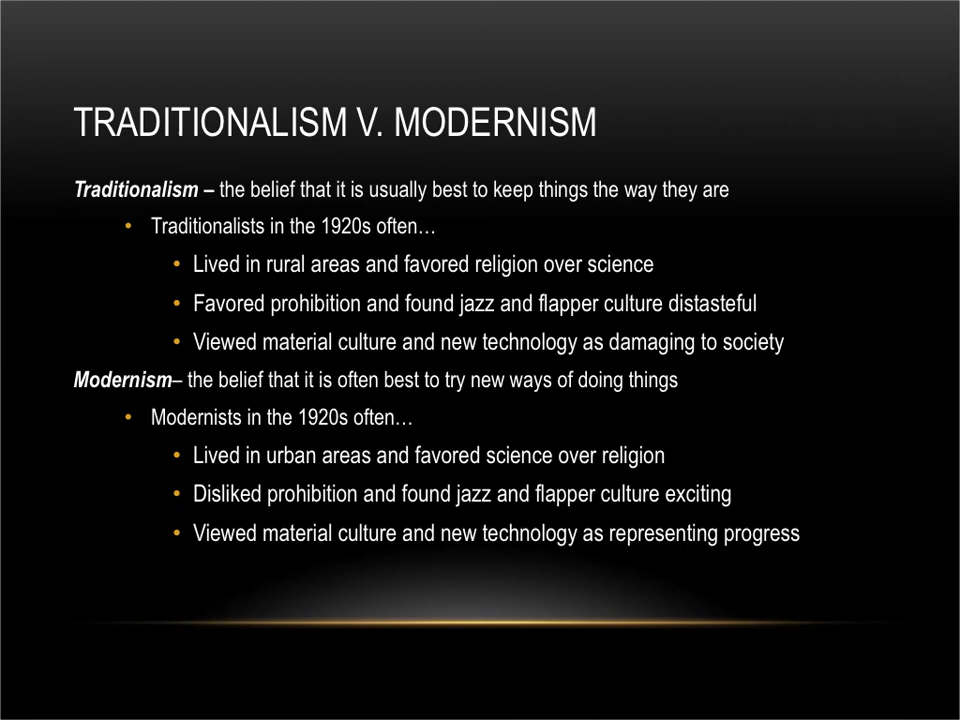 TRADITIONALISM V. MODERNISM
Traditionalism – the belief that it is usually best to keep things the way they are
• Traditionalists in the 1920s often…
• Lived in rural areas and favored religion over science
• Favored prohibition and found jazz and flapper culture distasteful
• Viewed material culture and new technology as damaging to society
Modernism– the belief that it is often best to try new ways of doing things
• Modernists in the 1920s often…
• Lived in urban areas and favored science over religion
• Disliked prohibition and found jazz and flapper culture exciting
• Viewed material culture and new technology as representing progress